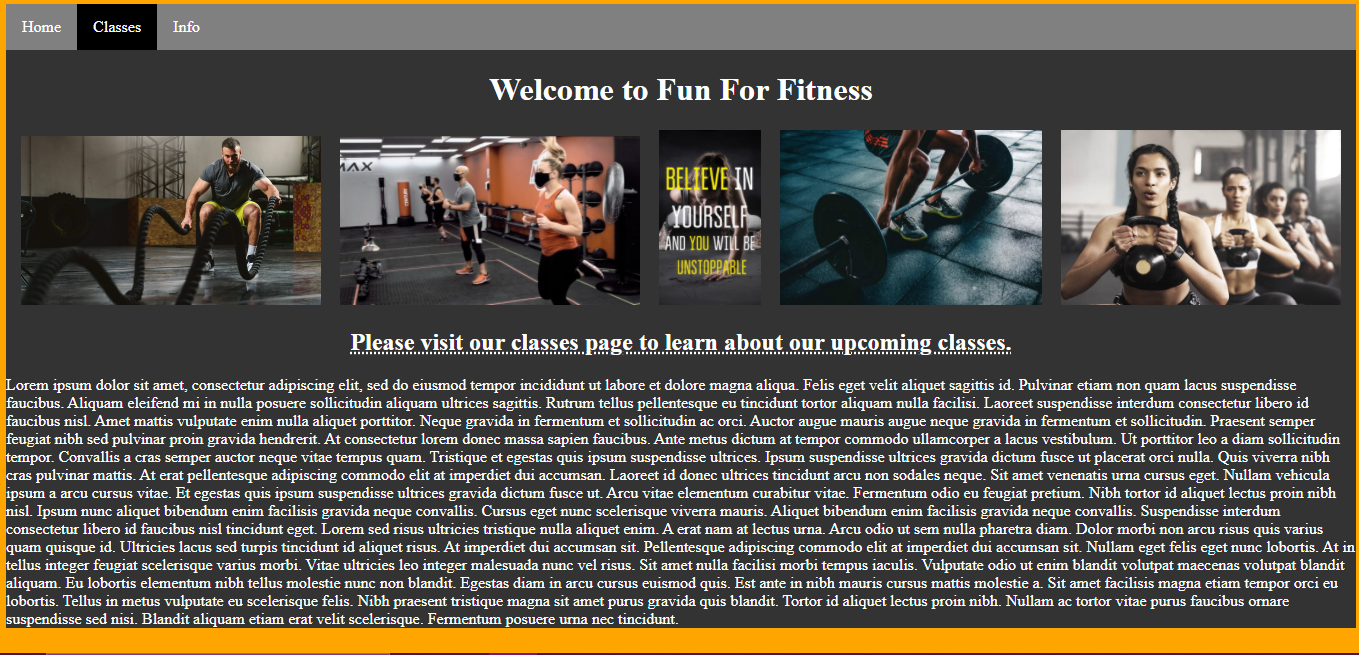 Home Classes Info
Welcome to Fun For Fitness
MAX
BELIEVE IN
YOURSELF
AND YOU WILL BE
UNSTOPPABLE
Please visit our classes page to learn about our upcoming classes.
Lorem ipsum dolor sit amet, consectetur adipiscing elit, sed do eiusmod tempor incididunt ut labore et dolore magna aliqua. Felis eget velit aliquet sagittis id. Pulvinar etiam non quam lacus suspendisse
faucibus. Aliquam eleifend mi in nulla posuere sollicitudin aliquam ultrices sagittis. Rutrum tellus pellentesque eu tincidunt tortor aliquam nulla facilisi. Laoreet suspendisse interdum consectetur libero id
faucibus nisl. Amet mattis vulputate enim nulla aliquet porttitor. Neque gravida in fermentum et sollicitudin ac orci. Auctor augue mauris augue neque gravida in fermentum et sollicitudin. Praesent semper
feugiat nibh sed pulvinar proin gravida hendrerit. At consectetur lorem donec massa sapien faucibus. Ante metus dictum at tempor commodo ullamcorper a lacus vestibulum. Ut porttitor leo a diam sollicitudin
tempor. Convallis a cras semper auctor neque vitae tempus quam. Tristique et egestas quis ipsum suspendisse ultrices. Ipsum suspendisse ultrices gravida dictum fusce ut placerat orci nulla. Quis viverra nibh
cras pulvinar mattis. At erat pellentesque adipiscing commodo elit at imperdiet dui accumsan. Laoreet id donec ultrices tincidunt arcu non sodales neque. Sit amet venenatis urna cursus eget. Nullam vehicula
ipsum a arcu cursus vitae. Et egestas quis ipsum suspendisse ultrices gravida dictum fusce ut. Arcu vitae elementum curabitur vitae. Fermentum odio eu feugiat pretium. Nibh tortor id aliquet lectus proin nibh
nisl. Ipsum nunc aliquet bibendum enim facilisis gravida neque convallis. Cursus eget nunc scelerisque viverra mauris. Aliquet bibendum enim facilisis gravida neque convallis. Suspendisse interdum
consectetur libero id faucibus nisl tincidunt eget. Lorem sed risus ultricies tristique nulla aliquet enim. A erat nam at lectus urna. Arcu odio ut sem nulla pharetra diam. Dolor morbi non arcu risus quis varius
quam quisque id. Ultricies lacus sed turpis tincidunt id aliquet risus. At imperdiet dui accumsan sit. Pellentesque adipiscing commodo elit at imperdiet dui accumsan sit. Nullam eget felis eget nunc lobortis. At in
tellus integer feugiat scelerisque varius morbi. Vitae ultricies leo integer malesuada nunc vel risus. Sit amet nulla facilisi morbi tempus iaculis. Vulputate odio ut enim blandit volutpat maecenas volutpat blandit
aliquam. Eu lobortis elementum nibh tellus molestie nunc non blandit. Egestas diam in arcu cursus euismod quis. Est ante in nibh mauris cursus mattis molestie a. Sit amet facilisis magna etiam tempor orci eu
lobortis. Tellus in metus vulputate eu scelerisque felis. Nibh praesent tristique magna sit amet purus gravida quis blandit. Tortor id aliquet lectus proin nibh. Nullam ac tortor vitae purus faucibus ornare
suspendisse sed nisi. Blandit aliquam etiam erat velit scelerisque. Fermentum posuere urna nec tincidunt.